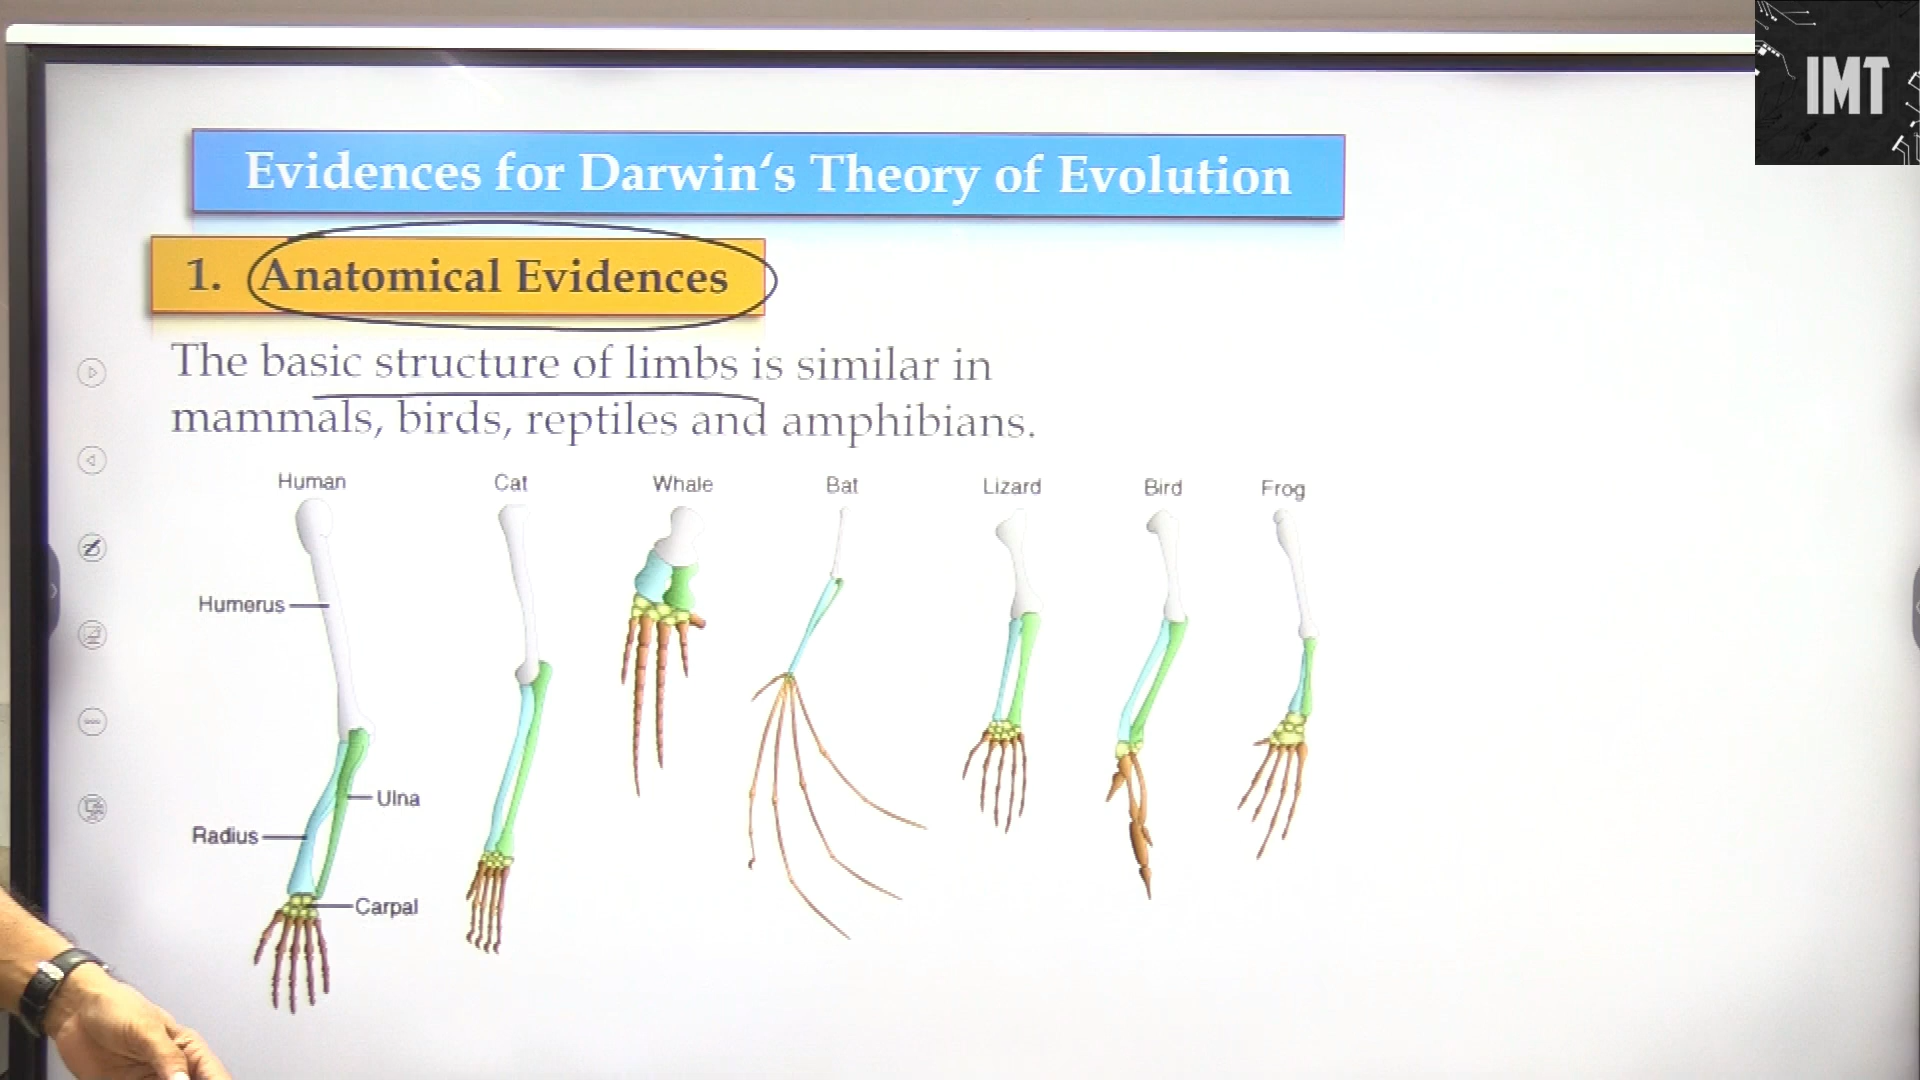 IMT
Evidences for Darwin‘s Theory of Evolution
1. Anatomical Evidences
The basic structure of limbs is similar in
mammals, birds, reptiles and amphibians.
Human Cat Whale Bat Lizard Bird Frog
Humerus
Ulna
Radius
Carpal